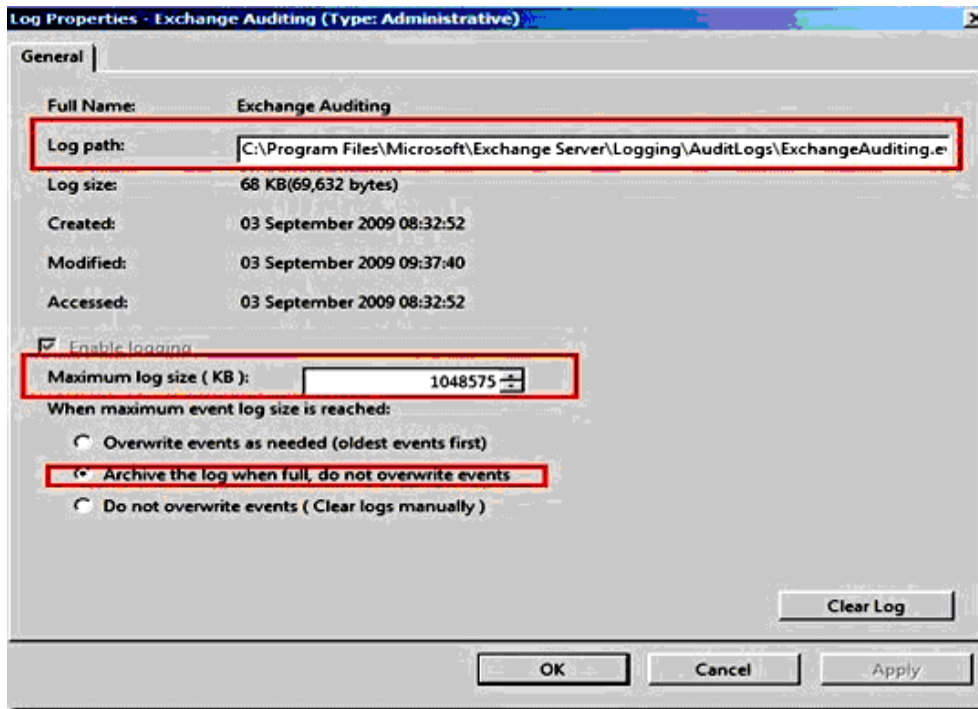 Log Properties - Exchange Auditing (Type: Administrative)
General
Full Name: Exchange Auditing
Log path: C:\Program Files\Microsoft\Exchange Server\Logging\AuditLogs\ExchangeAuditing.ev
Log size: 68 KB(69,632 bytes)
Created: 03 September 2009 08:32:52
Modified: 03 September 2009 09:37:40
Accessed: 03 September 2009 08:32:52
Enable logging
Maximum log size ( KB ): 1048575
When maximum event log size is reached:
Overwrite events as needed (oldest events first)
Archive the log when full, do not overwrite events
Do not overwrite events ( Clear logs manually )
Clear Log
OK Cancel Apply